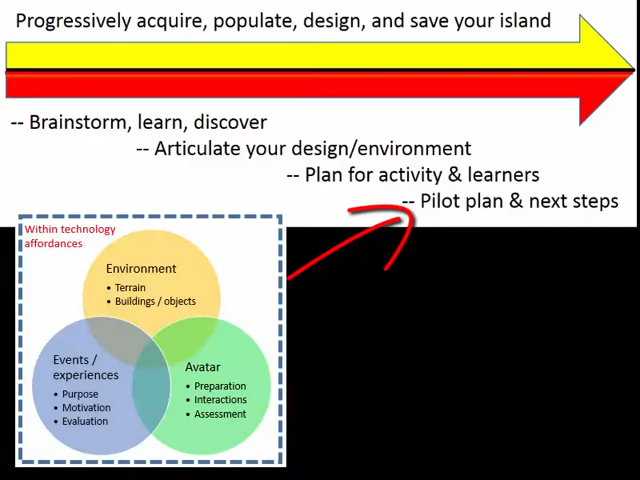 Progressively acquire, populate, design, and save your island
-- Brainstorm, learn, discover
-- Articulate your design/environment
-- Plan for activity & learners
-- Pilot plan & next steps
Within technology
affordances
Environment
• Terrain
• Buildings / objects
Events /
experiences
• Purpose
• Motivation
• Evaluation
Avatar
• Preparation
• Interactions
• Assessment